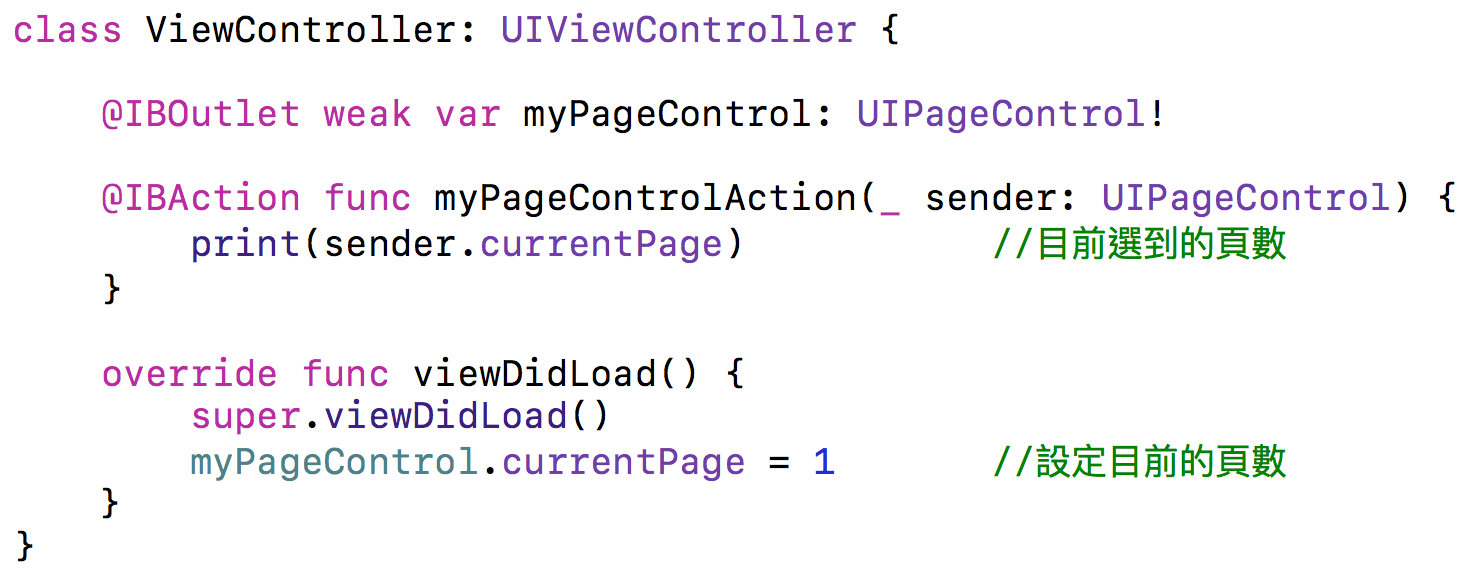 class ViewController: UIViewController {
@IBOutlet weak var myPageControl: UIPageControl!
@IBAction func myPageControlAction(_ sender: UIPageControl) {
print(sender.currentPage) //目前選到的頁數
}
override func viewDidLoad() {
super.viewDidLoad()
myPageControl.currentPage = 1 //設定目前的頁數
}
}